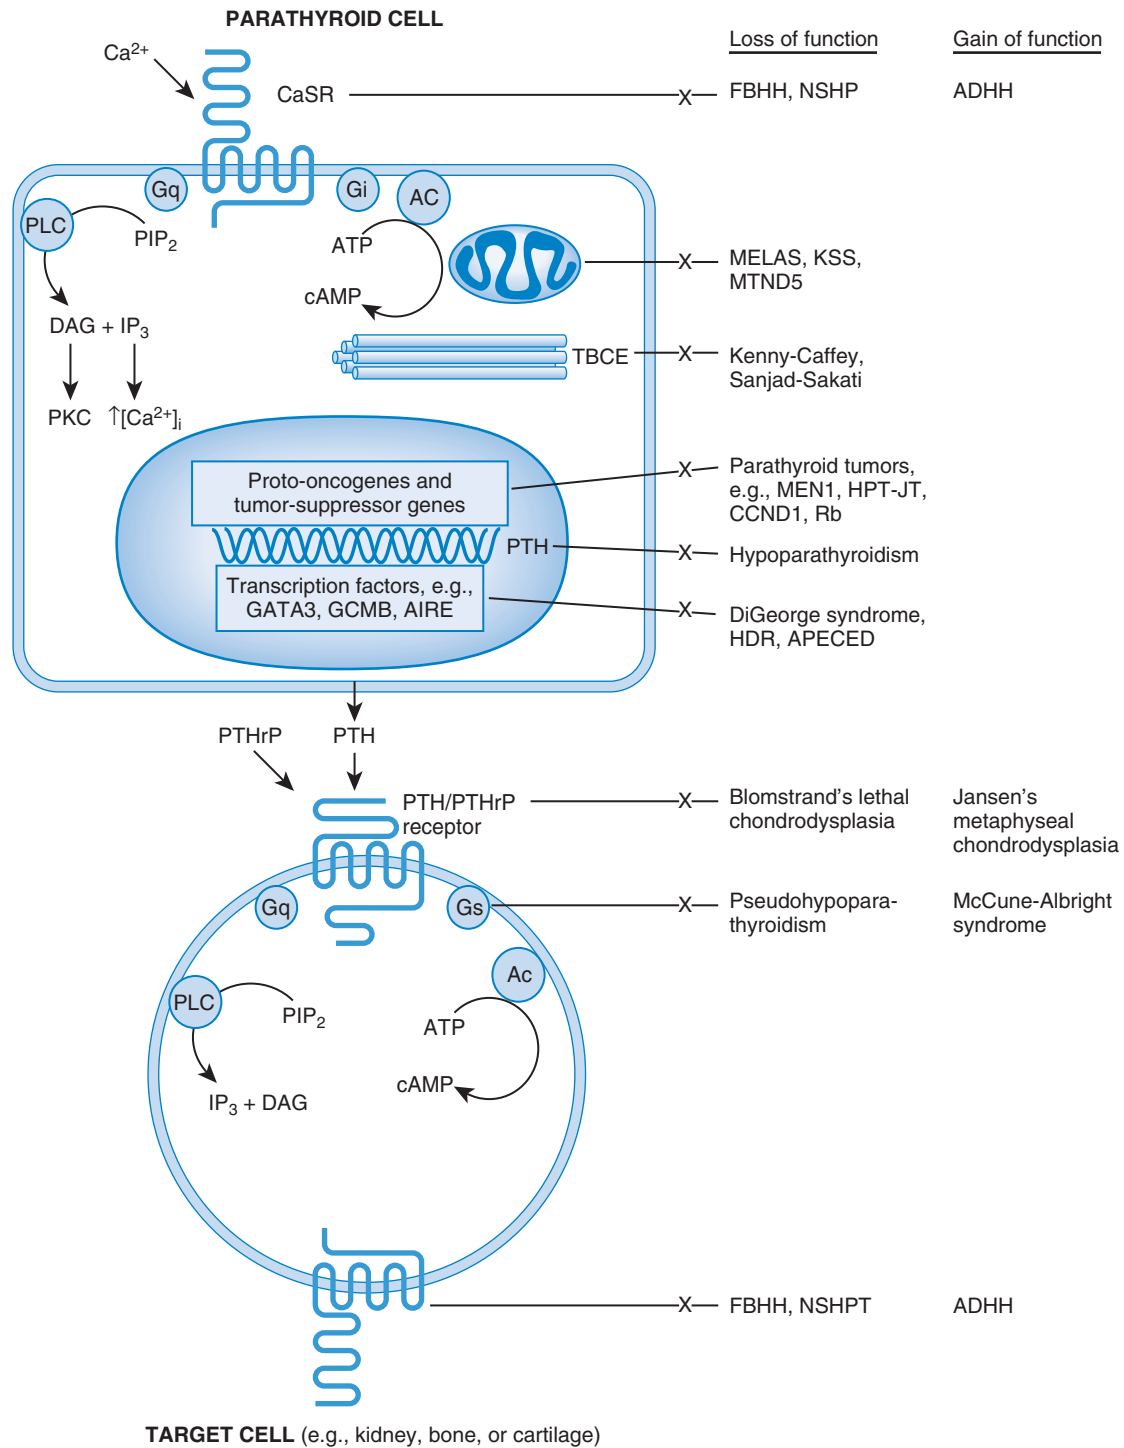 PARATHYROID CELL
Loss of function
Gain of function
Ca2+
CaSR
X
FBHH, NSHP
ADHH
Gq
Gi
AC
PLC
PIP2
ATP
cAMP
X
MELAS, KSS,
MTND5
DAG + IP3
TBCE
X
Kenny-Caffey,
Sanjad-Sakati
PKC
↑[Ca2+]i
Proto-oncogenes and
tumor-suppressor genes
X
Parathyroid tumors,
e.g., MEN1, HPT-JT,
CCND1, Rb
PTH
X
Hypoparathyroidism
Transcription factors, e.g.,
GATA3, GCMB, AIRE
X
DiGeorge syndrome,
HDR, APECED
PTHrP
PTH
PTH/PTHrP
receptor
X
Blomstrand's lethal
chondrodysplasia
Jansen's
metaphyseal
chondrodysplasia
Gq
Gs
X
Pseudohypopara-
thyroidism
McCune-Albright
syndrome
Ac
PLC
PIP2
ATP
cAMP
IP3 + DAG
X
FBHH, NSHPT
ADHH
TARGET CELL (e.g., kidney, bone, or cartilage)